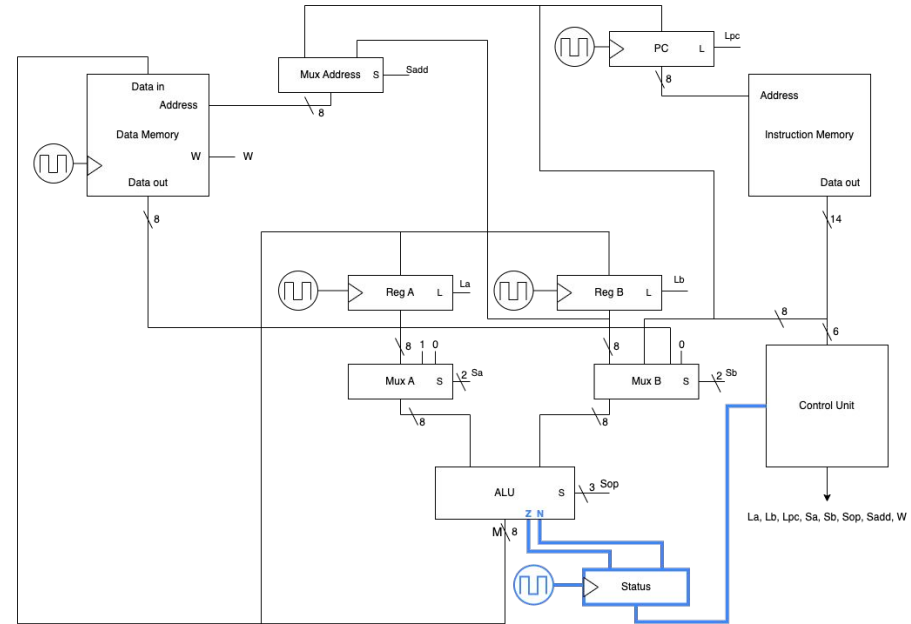 Lpc
PC L
8
Sadd
Mux Address S
8
Data in
Address
Data Memory
W W
Data out
8
Address
Instruction Memory
Data out
14
La
Reg A L
Lb
Reg B L
8
6
8 1 0
8 0
Mux A S 2 Sa
Mux B S 2 Sb
8
8
Control Unit
ALU S 3 Sop
Z N
M 8
La, Lb, Lpc, Sa, Sb, Sop, Sadd, W
Status